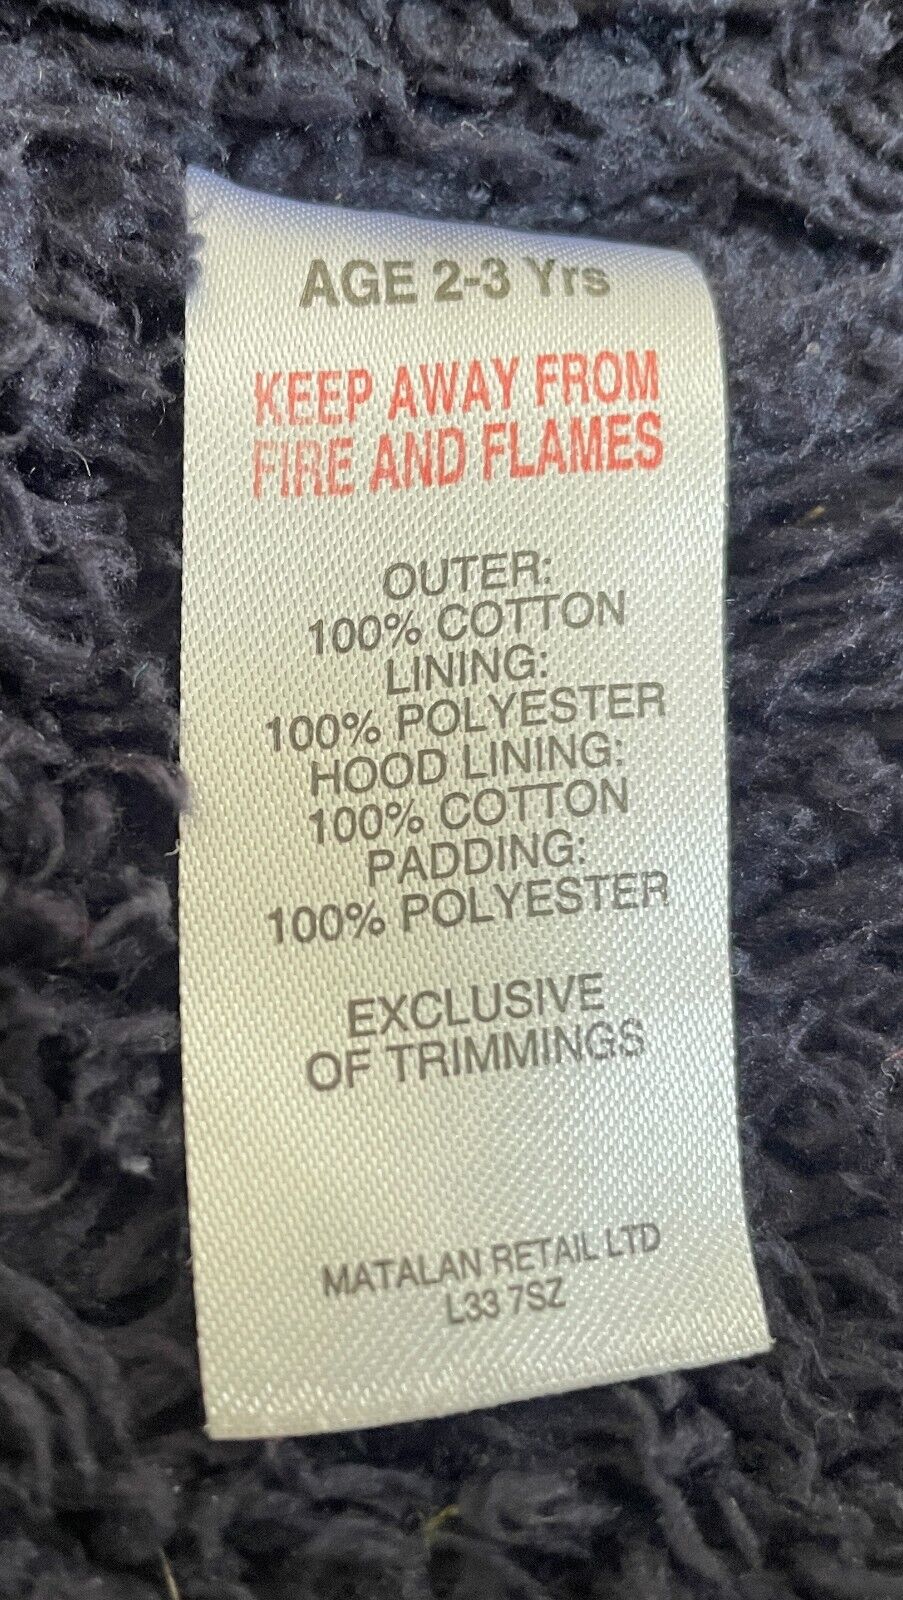 AGE 2-3 Yrs
KEEP AWAY FROM
FIRE AND FLAMES
OUTER:
100% COTTON
LINING:
100% POLYESTER
HOOD LINING:
100% COTTON
PADDING:
100% POLYESTER
EXCLUSIVE
OF TRIMMINGS
MATALAN RETAIL LTD
L33 7SZ